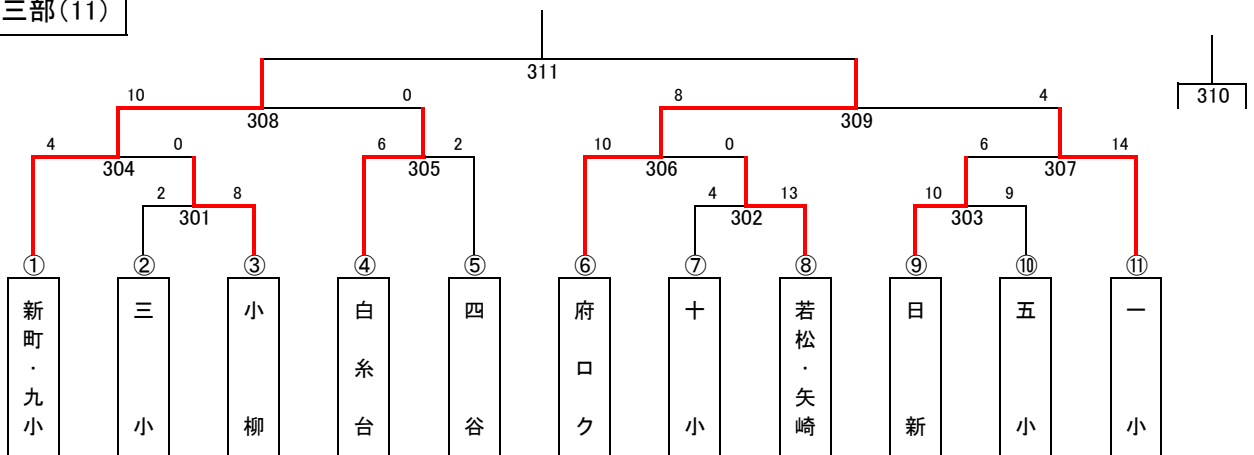 三部(11)
311
10 0 8 4
308 309 310
4 0 6 2 10 0 6 14
304 305 306 307
2 8 4 13 10 9
301 302 303
① ② ③ ④ ⑤ ⑥ ⑦ ⑧ ⑨ ⑩ ⑪
新町・九小
三小
小柳
白糸台
四谷
府ロク
十小
若松・矢崎
日新
五小
一小